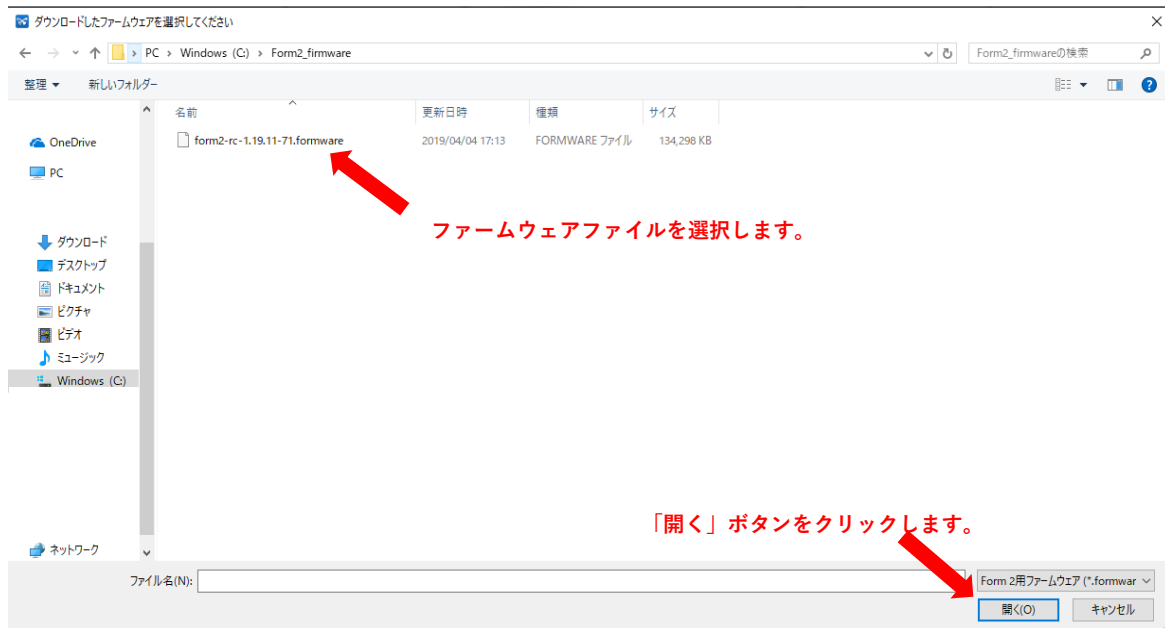 ダウンロードしたファームウェアを選択してください
PC › Windows (C:) › Form2_firmware
Form2_firmwareの検索
整理 新しいフォルダー
名前 更新日時 種類 サイズ
form2-rc-1.19.11-71.formware 2019/04/04 17:13 FORMWARE ファイル 134,298 KB
OneDrive
PC
ファームウェアファイルを選択します。
ダウンロード
デスクトップ
ドキュメント
ピクチャ
ビデオ
ミュージック
Windows (C:)
「開く」ボタンをクリックします。
ネットワーク
ファイル名(N):
Form 2用ファームウェア (*.formwar
開く(O) キャンセル